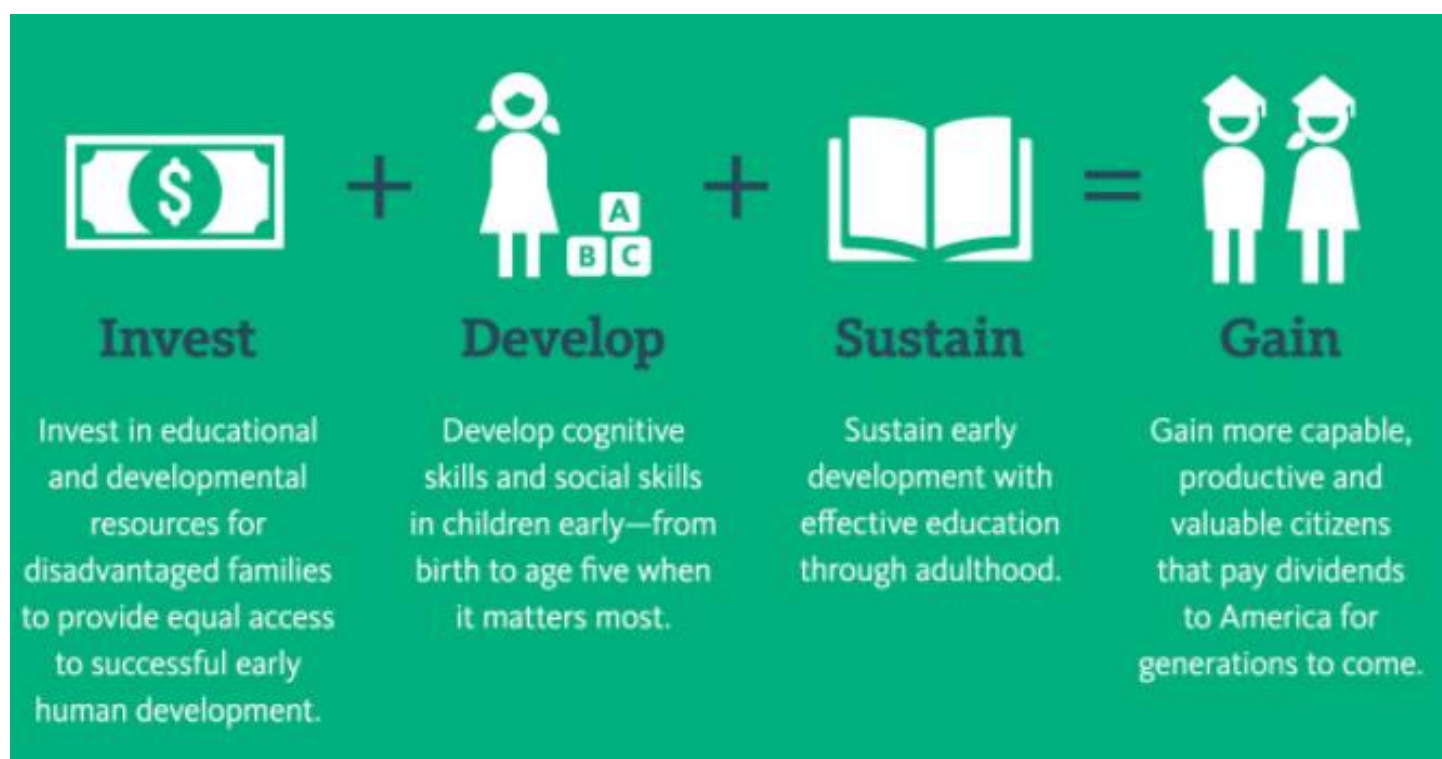 $
+
A
B C
+
=
Invest
Invest in educational
and developmental
resources for
disadvantaged families
to provide equal access
to successful early
human development.
Develop
Develop cognitive
skills and social skills
in children early—from
birth to age five when
it matters most.
Sustain
Sustain early
development with
effective education
through adulthood.
Gain
Gain more capable,
productive and
valuable citizens
that pay dividends
to America for
generations to come.